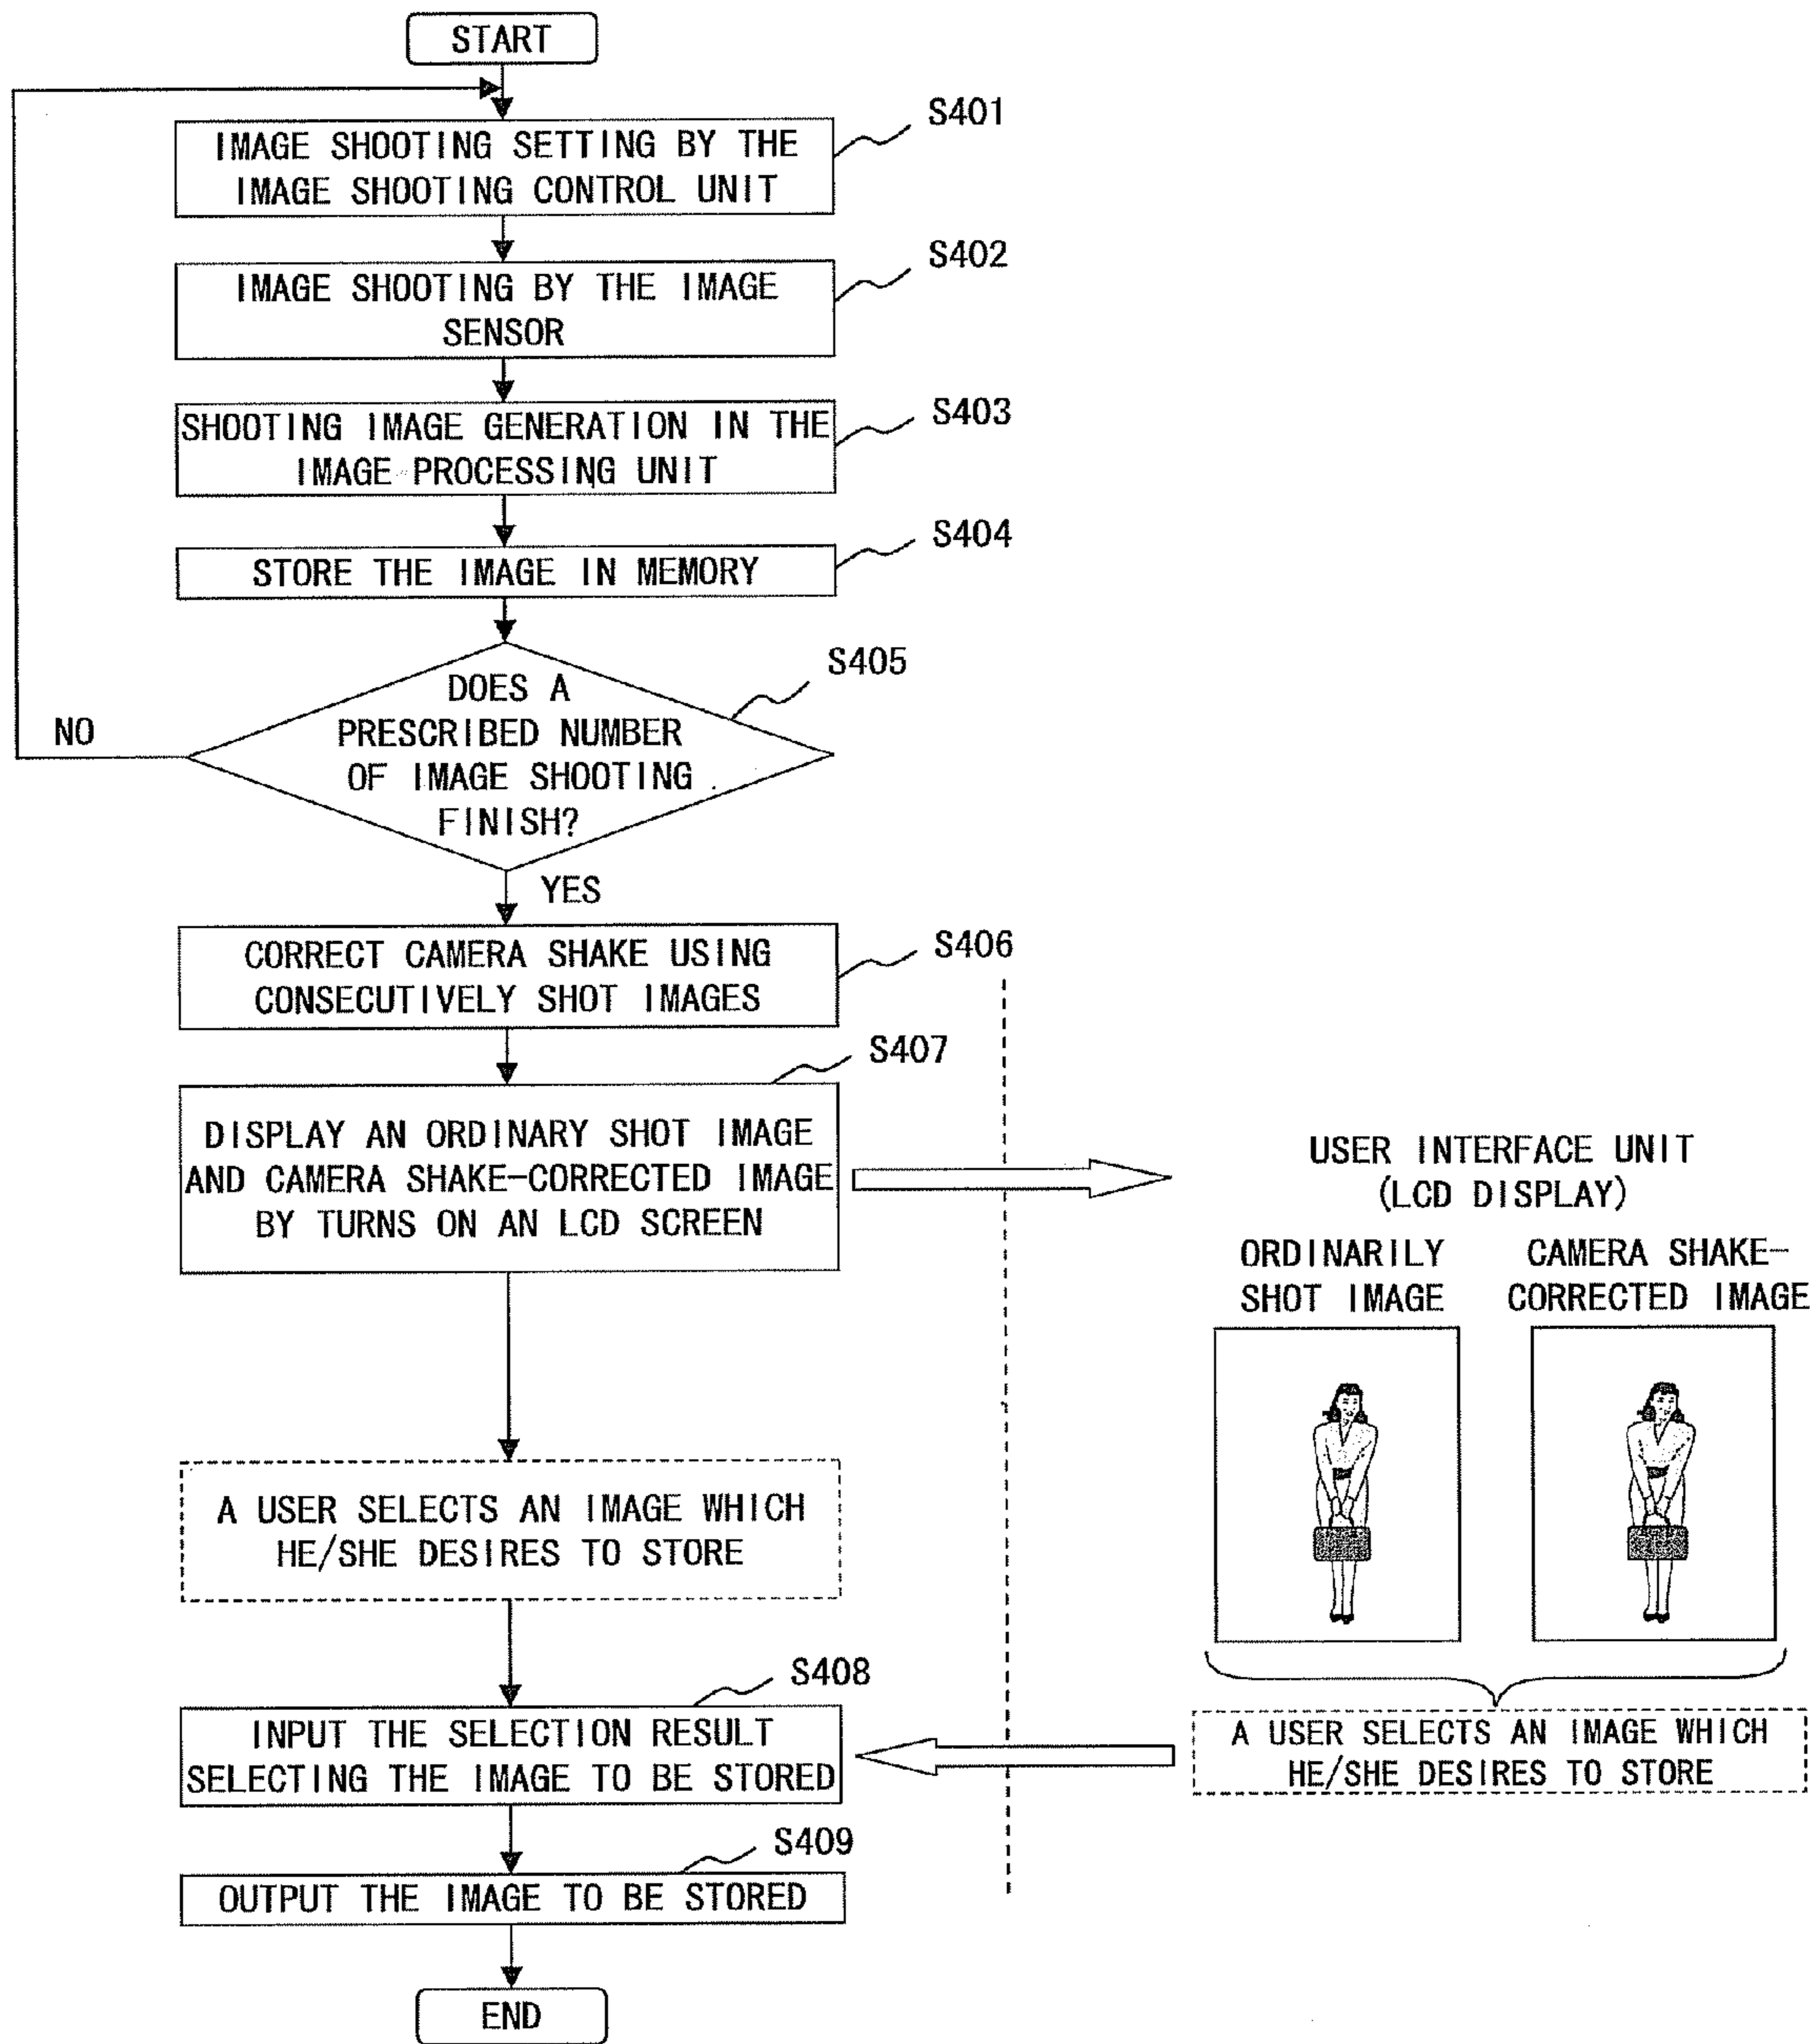 START
S401
IMAGE SHOOTING SETTING BY THE
IMAGE SHOOTING CONTROL UNIT
S402
IMAGE SHOOTING BY THE IMAGE
SENSOR
S403
SHOOTING IMAGE GENERATION IN THE
IMAGE PROCESSING UNIT
S404
STORE THE IMAGE IN MEMORY
S405
DOES A
PRESCRIBED NUMBER
OF IMAGE SHOOTING
FINISH?
NO
YES
S406
CORRECT CAMERA SHAKE USING
CONSECUTIVELY SHOT IMAGES
S407
DISPLAY AN ORDINARY SHOT IMAGE
AND CAMERA SHAKE-CORRECTED IMAGE
BY TURNS ON AN LCD SCREEN
USER INTERFACE UNIT
(LCD DISPLAY)
ORDINARILY
SHOT IMAGE
CAMERA SHAKE-
CORRECTED IMAGE
A USER SELECTS AN IMAGE WHICH
HE/SHE DESIRES TO STORE
S408
INPUT THE SELECTION RESULT
SELECTING THE IMAGE TO BE STORED
A USER SELECTS AN IMAGE WHICH
HE/SHE DESIRES TO STORE
S409
OUTPUT THE IMAGE TO BE STORED
END